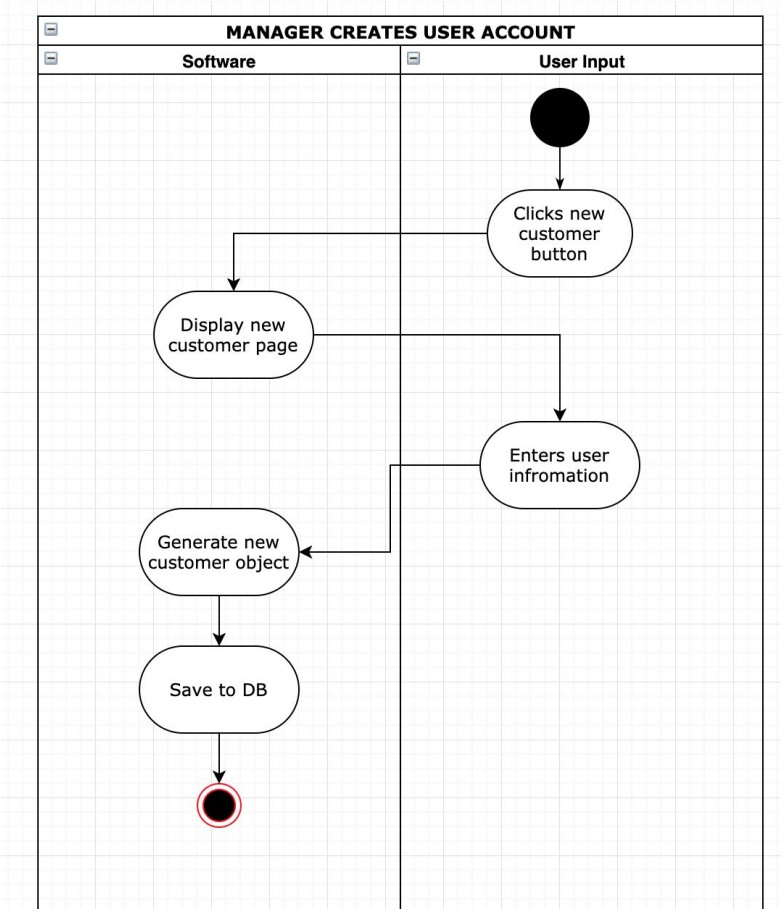 MANAGER CREATES USER ACCOUNT
Software
User Input
Clicks new
customer
button
Display new
customer page
Enters user
infromation
Generate new
customer object
Save to DB